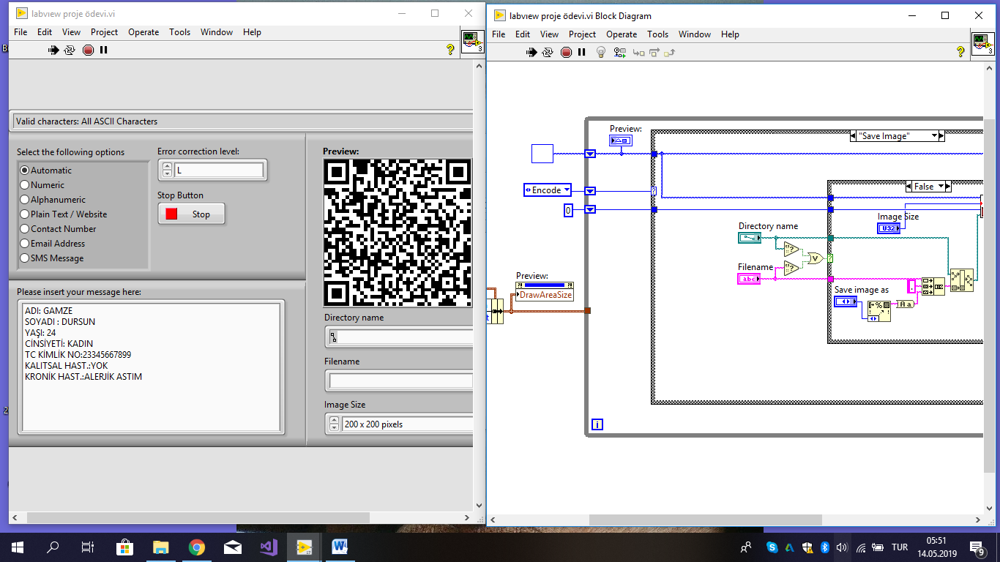 labview proje ödevi.vi
File Edit View Project Operate Tools Window Help
3
Valid characters: All ASCII Characters
Select the following options
Automatic
Numeric
Alphanumeric
Plain Text / Website
Contact Number
Email Address
SMS Message
Error correction level:
L
Stop Button
Stop
Please insert your message here:
ADI: GAMZE
SOYADI : DURSUN
YAŞI: 24
CİNSİYETİ: KADIN
TC KİMLİK NO:23345667899
KALITSAL HAST.:YOK
KRONİK HAST.:ALERJİK ASTIM
Preview:
Directory name
Filename
Image Size
200 x 200 pixels
labview proje ödevi.vi Block Diagram
File Edit View Project Operate Tools Window Help
3
Preview:
"Save Image"
Encode
0
False
Image Size
U32
Directory name
Filename
abc
Save image as
Aa
Preview:
DrawAreaSize
i
TUR
05:51
14.05.2019
9